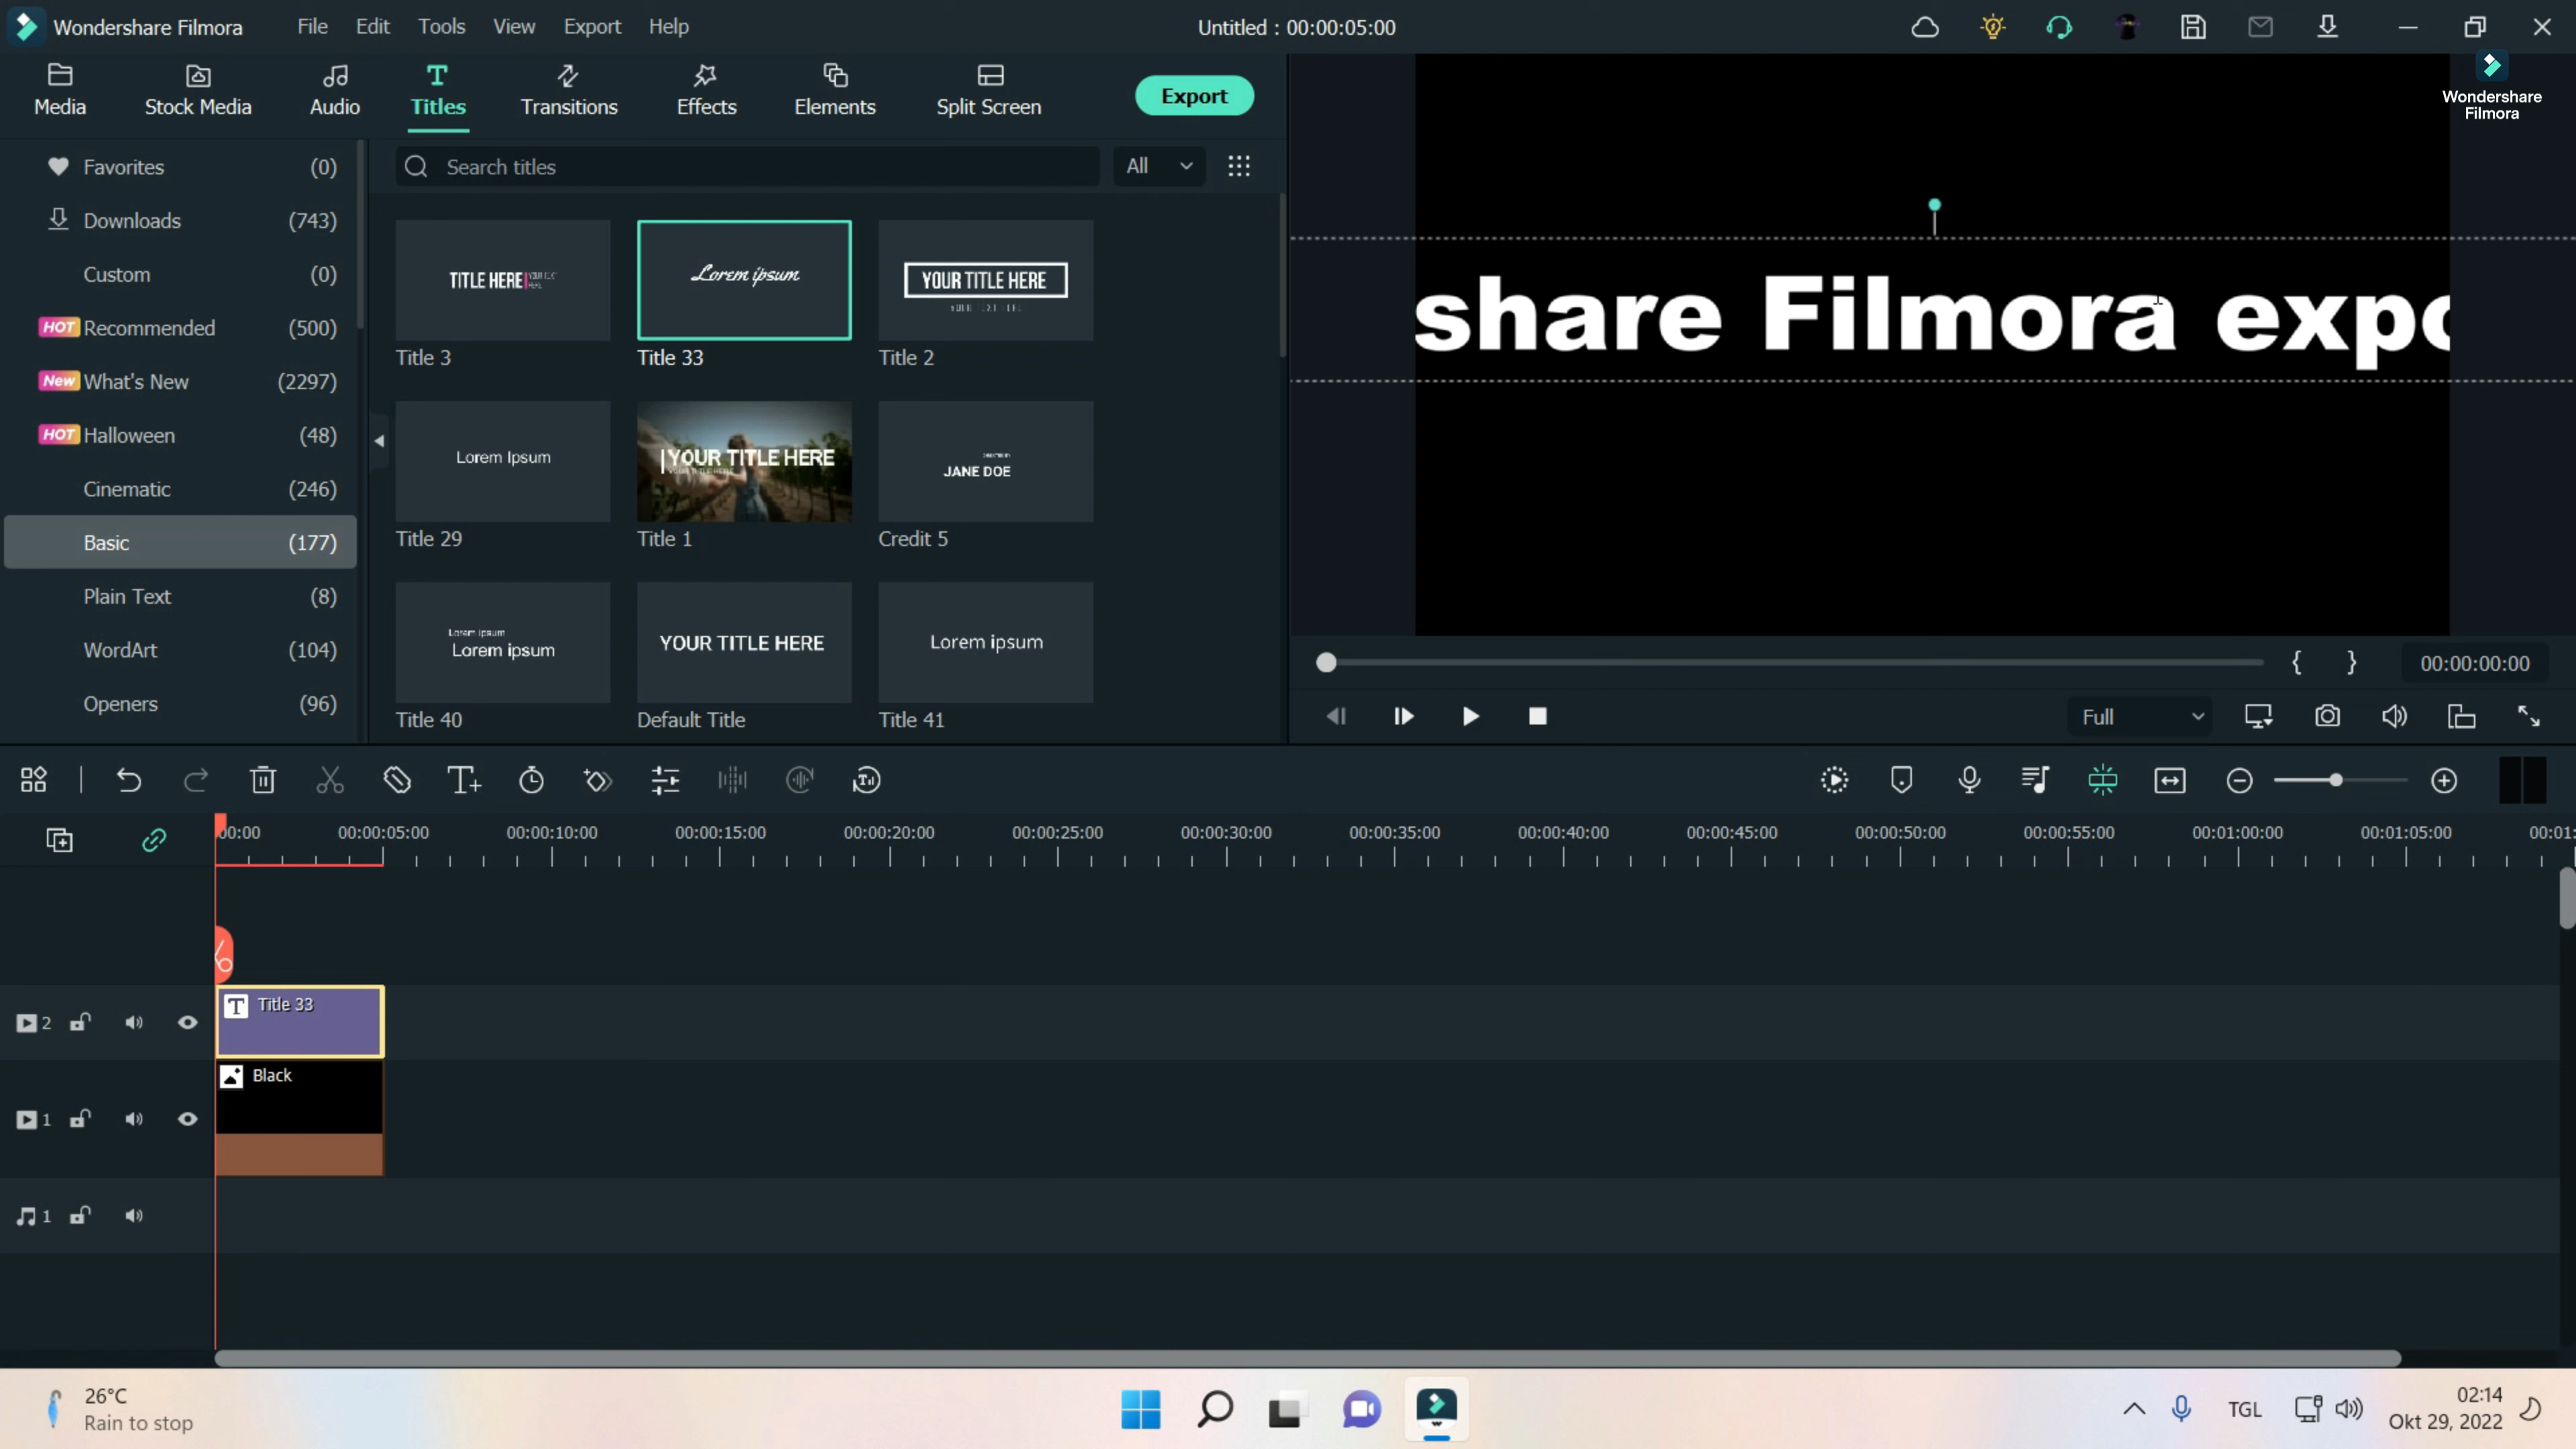 Wondershare Filmora
File
Edit
Tools
View
Export
Help
Untitled : 00:00:05:00
Media
Stock Media
Audio
Titles
Transitions
Effects
Elements
Split Screen
Export
Wondershare
Filmora
Favorites (0)
Downloads (743)
Custom (0)
HOT Recommended (500)
New What's New (2297)
HOT Halloween (48)
Cinematic (246)
Basic (177)
Plain Text (8)
WordArt (104)
Openers (96)
Search titles
All
TITLE HERE
Title 3
Lorem ipsum
Title 33
YOUR TITLE HERE
Title 2
Lorem Ipsum
Title 29
YOUR TITLE HERE
Title 1
JANE DOE
Credit 5
Lorem ipsum
Lorem ipsum
Title 40
YOUR TITLE HERE
Default Title
Lorem ipsum
Title 41
share Filmora expo
{ }
00:00:00:00
Full
00:00
00:00:05:00
00:00:10:00
00:00:15:00
00:00:20:00
00:00:25:00
00:00:30:00
00:00:35:00
00:00:40:00
00:00:45:00
00:00:50:00
00:00:55:00
00:01:00:00
00:01:05:00
00:01:
2
T Title 33
1
Black
1
26°C
Rain to stop
TGL
02:14
Okt 29, 2022